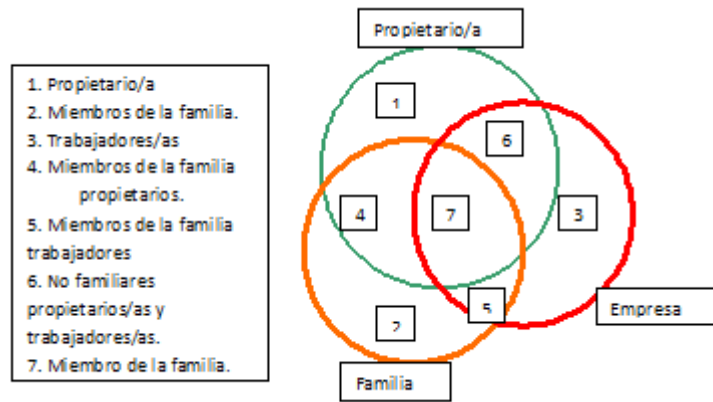 Propietario/a
1. Propietario/a
2. Miembros de la familia.
3. Trabajadores/as
4. Miembros de la familia
propietarios.
5. Miembros de la familia
trabajadores
6. No familiares
propietarios/as y
trabajadores/as.
7. Miembro de la familia.
1
6
4
7
3
5
2
Empresa
Familia